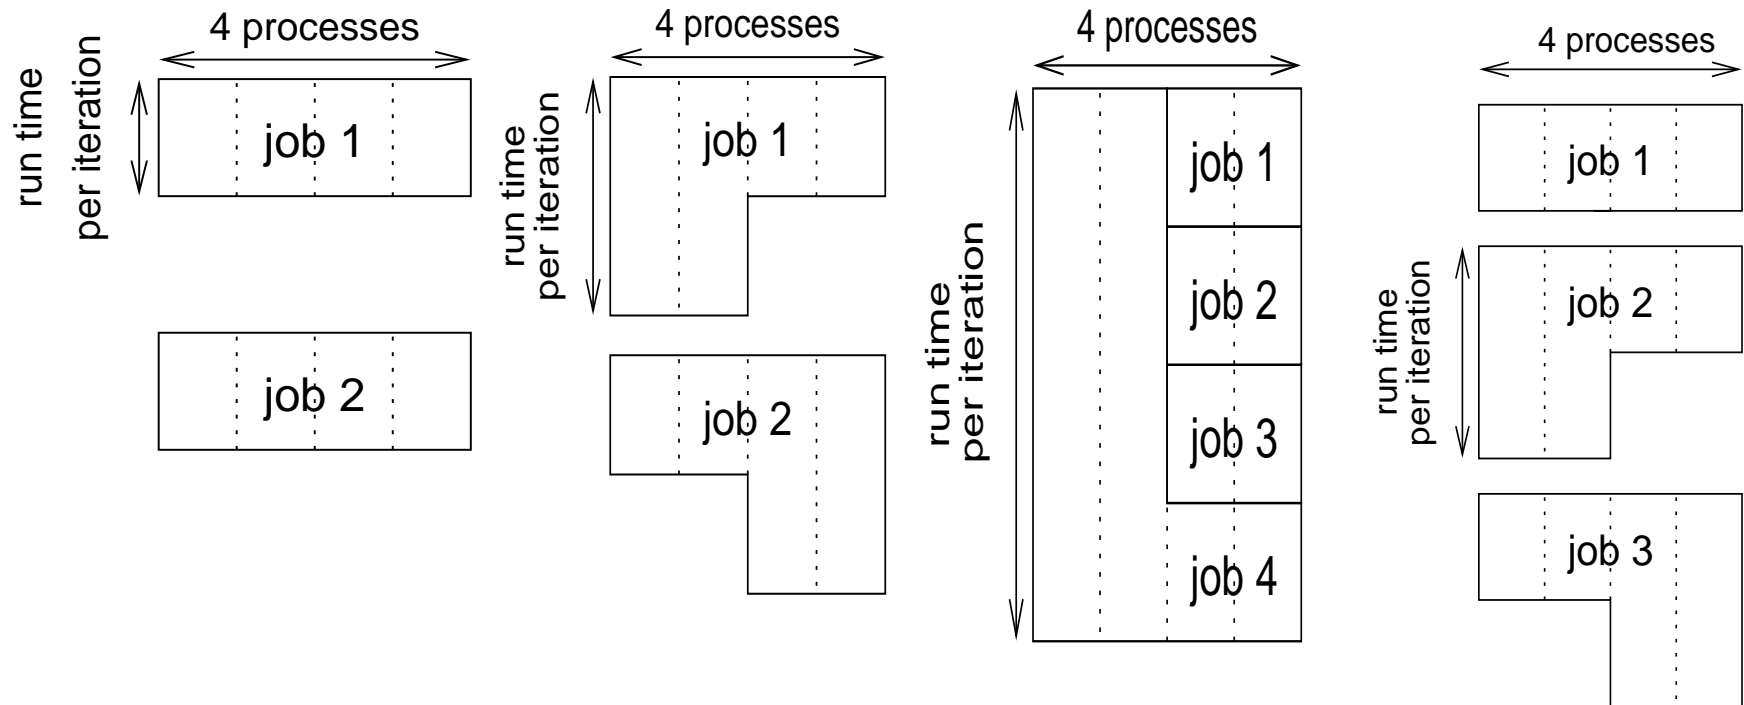 4 processes
run time
per iteration
job 1
job 2
4 processes
run time
per iteration
job 1
job 2
4 processes
run time
per iteration
job 1
job 2
job 3
job 4
4 processes
job 1
run time
per iteration
job 2
job 3